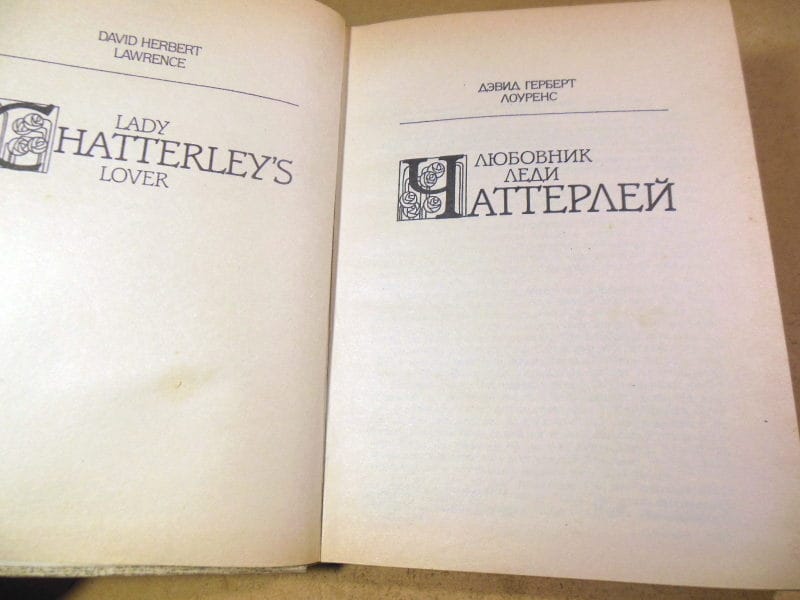 DAVID HERBERT
LAWRENCE
LADY
CHATTERLEY'S
LOVER
ДЭВИД ГЕРБЕРТ
ЛОУРЕНС
ЛЮБОВНИК
ЛЕДИ
ЧАТТЕРЛЕЙ